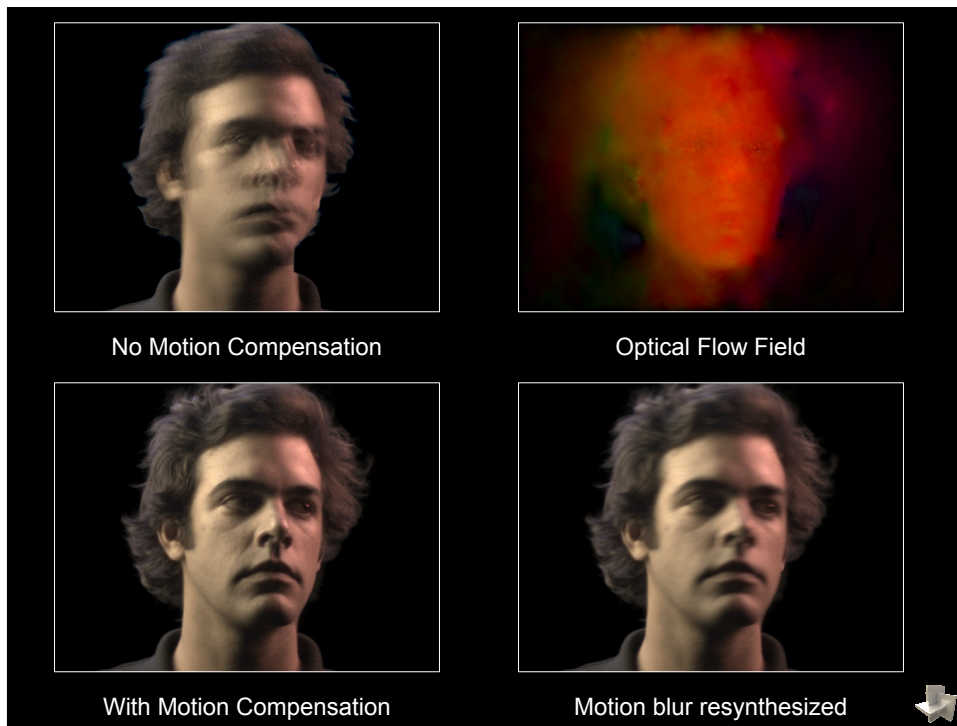 No Motion Compensation
Optical Flow Field
With Motion Compensation
Motion blur resynthesized